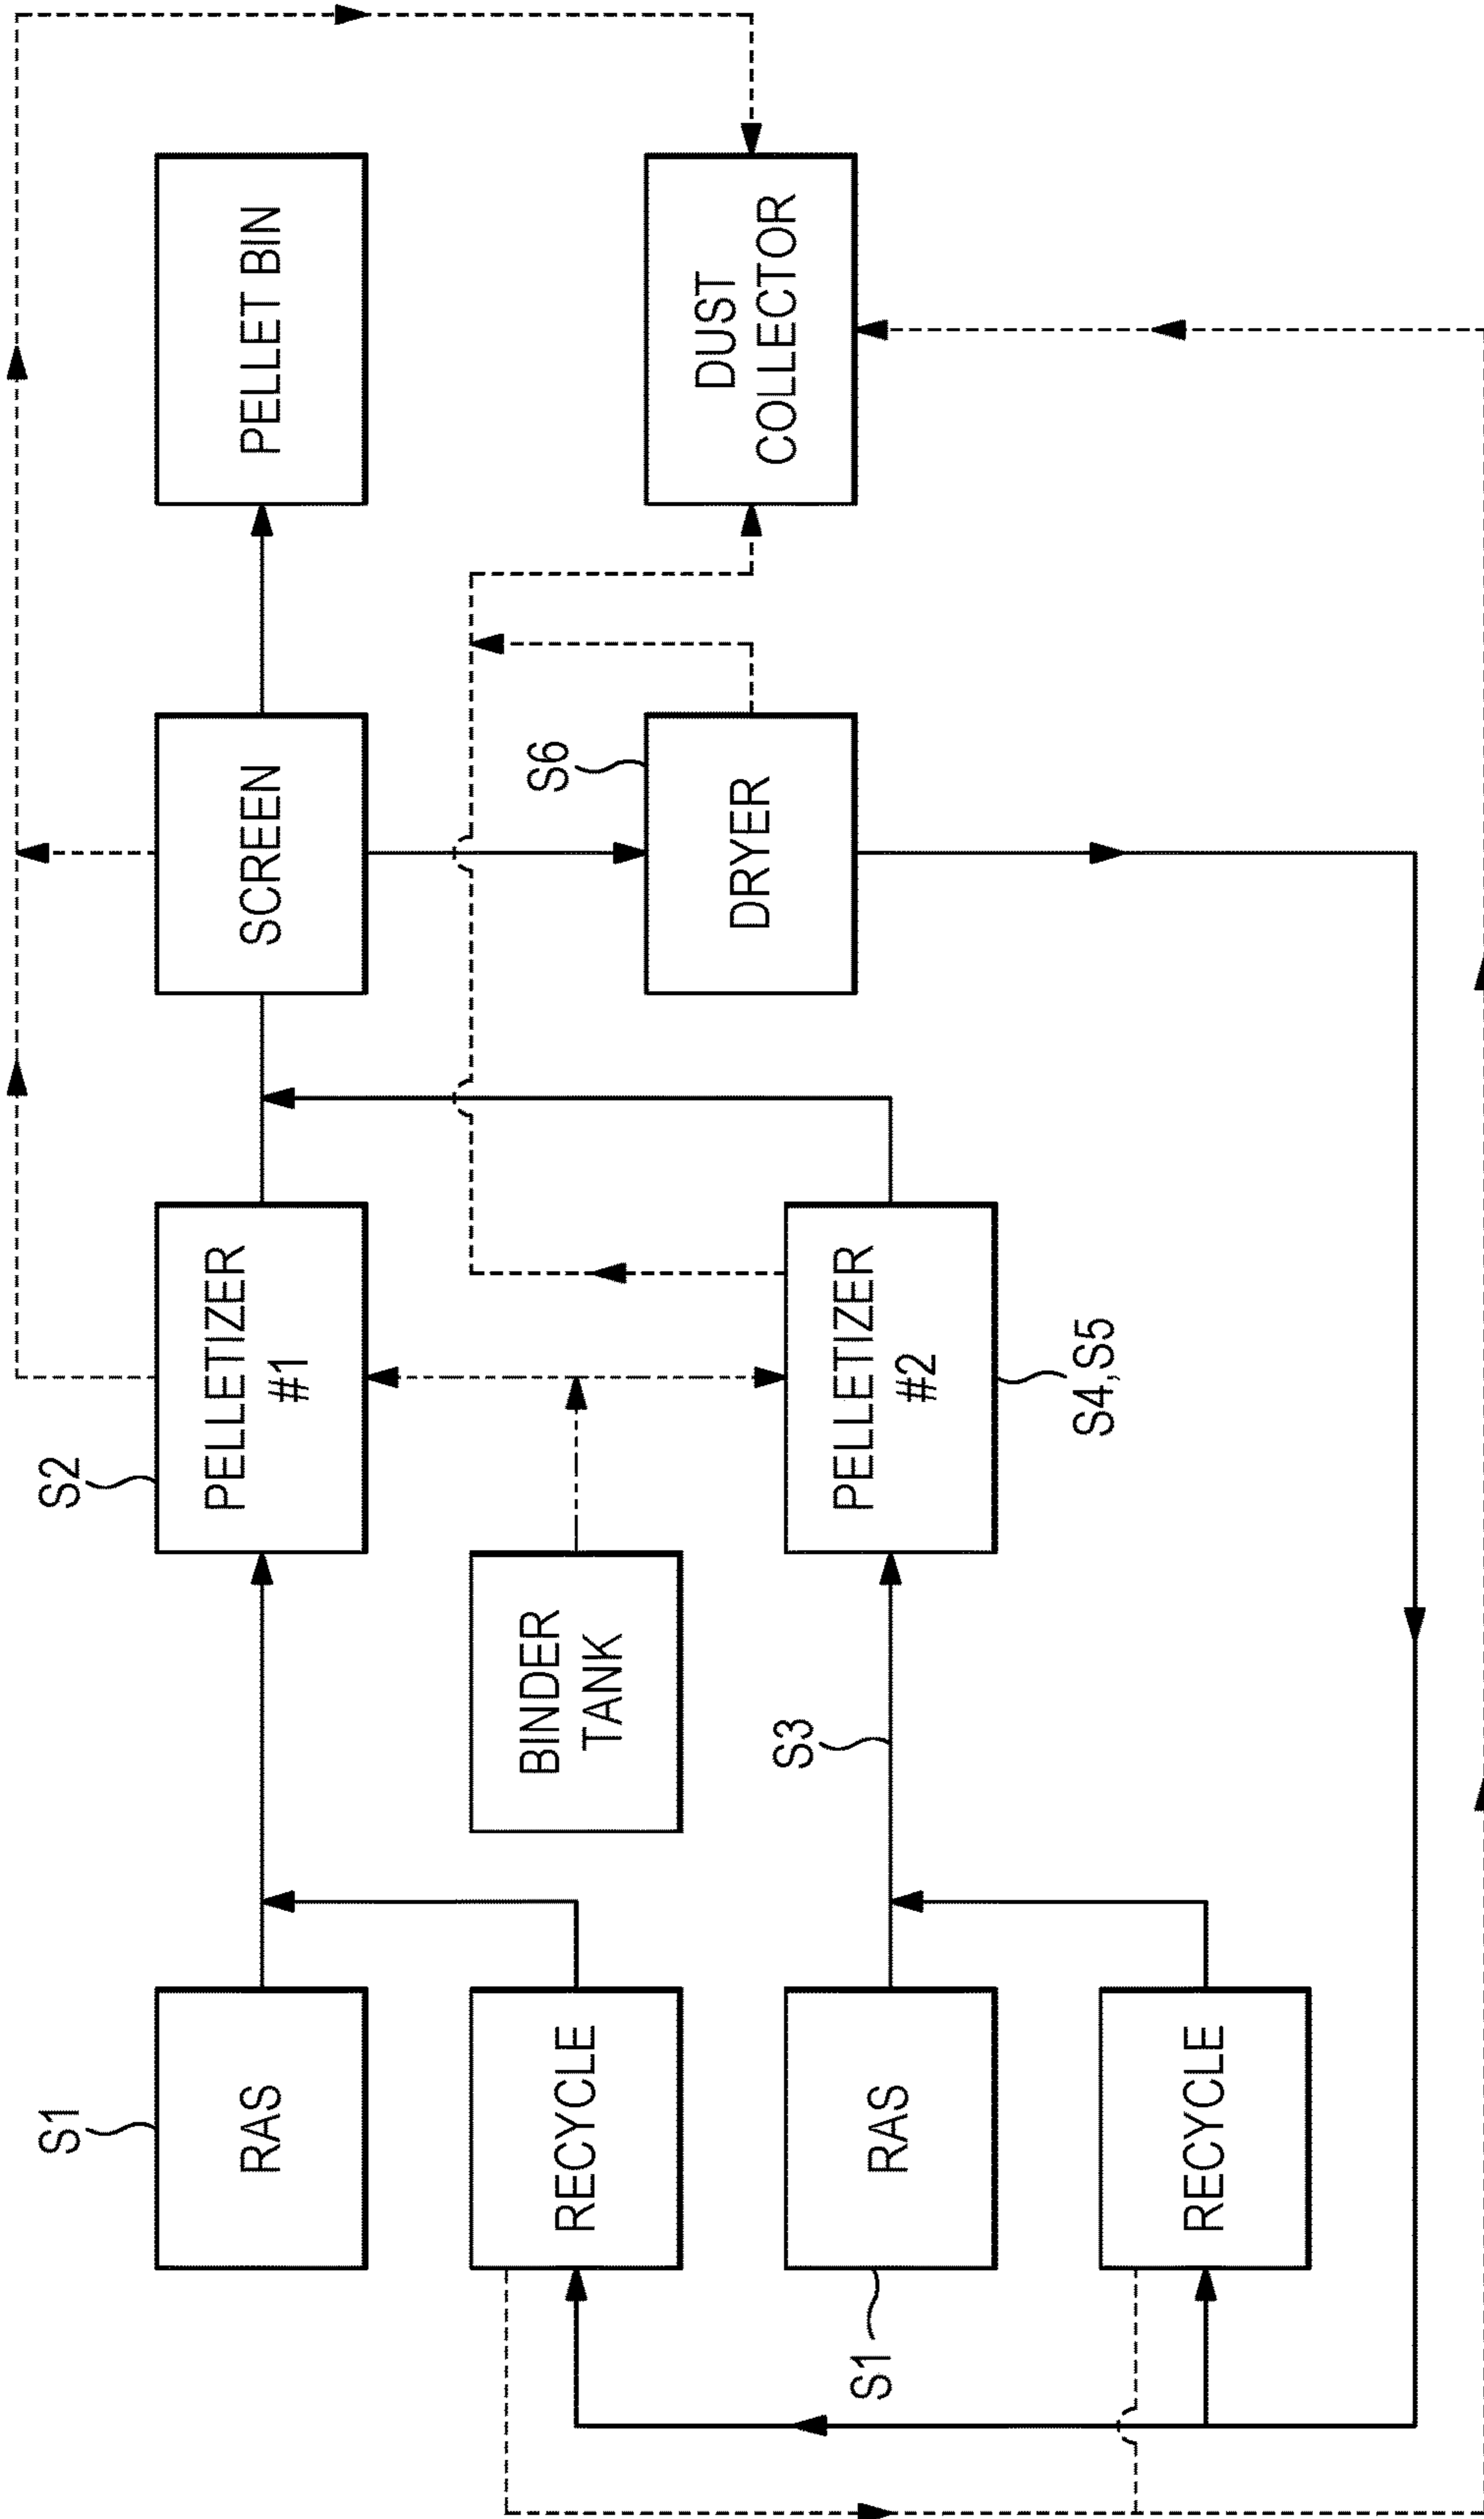 S1
RAS
RECYCLE
S1
RAS
RECYCLE
S2
PELLETIZER
#1
BINDER
TANK
S3
PELLETIZER
#2
S4,S5
SCREEN
S6
DRYER
PELLET BIN
DUST
COLLECTOR